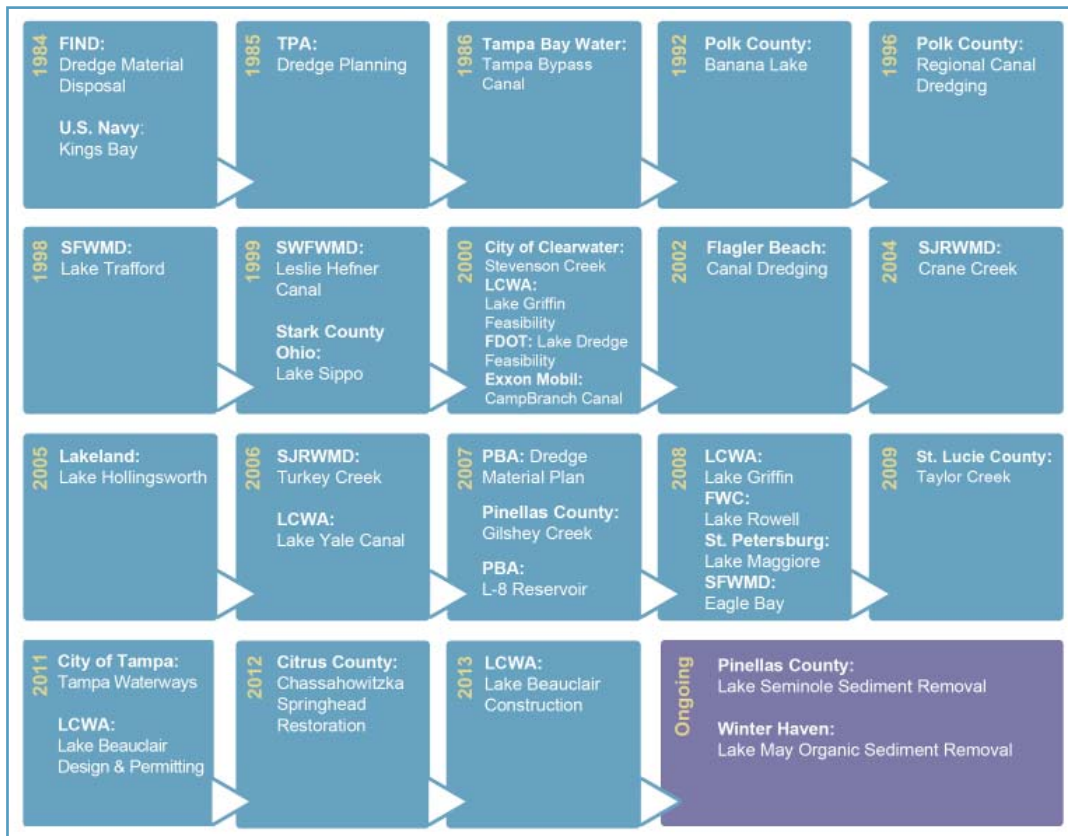 1984
FIND:
Dredge Material
Disposal
U.S. Navy:
Kings Bay
1985
TPA:
Dredge Planning
1986
Tampa Bay Water:
Tampa Bypass
Canal
1992
Polk County:
Banana Lake
1996
Polk County:
Regional Canal
Dredging
1998
SFWMD:
Lake Trafford
1999
SWFWMD:
Leslie Hefner
Canal
Stark County
Ohio:
Lake Sippo
2000
City of Clearwater:
Stevenson Creek
LCWA:
Lake Griffin
Feasibility
FDOT: Lake Dredge
Feasibility
Exxon Mobil:
CampBranch Canal
2002
Flagler Beach:
Canal Dredging
2004
SJRWMD:
Crane Creek
2005
Lakeland:
Lake Hollingsworth
2006
SJRWMD:
Turkey Creek
LCWA:
Lake Yale Canal
2007
PBA: Dredge
Material Plan
Pinellas County:
Gilshey Creek
PBA:
L-8 Reservoir
2008
LCWA:
Lake Griffin
FWC:
Lake Rowell
St. Petersburg:
Lake Maggiore
SFWMD:
Eagle Bay
2009
St. Lucie County:
Taylor Creek
2011
City of Tampa:
Tampa Waterways
LCWA:
Lake Beauclair
Design & Permitting
2012
Citrus County:
Chassahowitzka
Springhead
Restoration
2013
LCWA:
Lake Beauclair
Construction
Ongoing
Pinellas County:
Lake Seminole Sediment Removal
Winter Haven:
Lake May Organic Sediment Removal